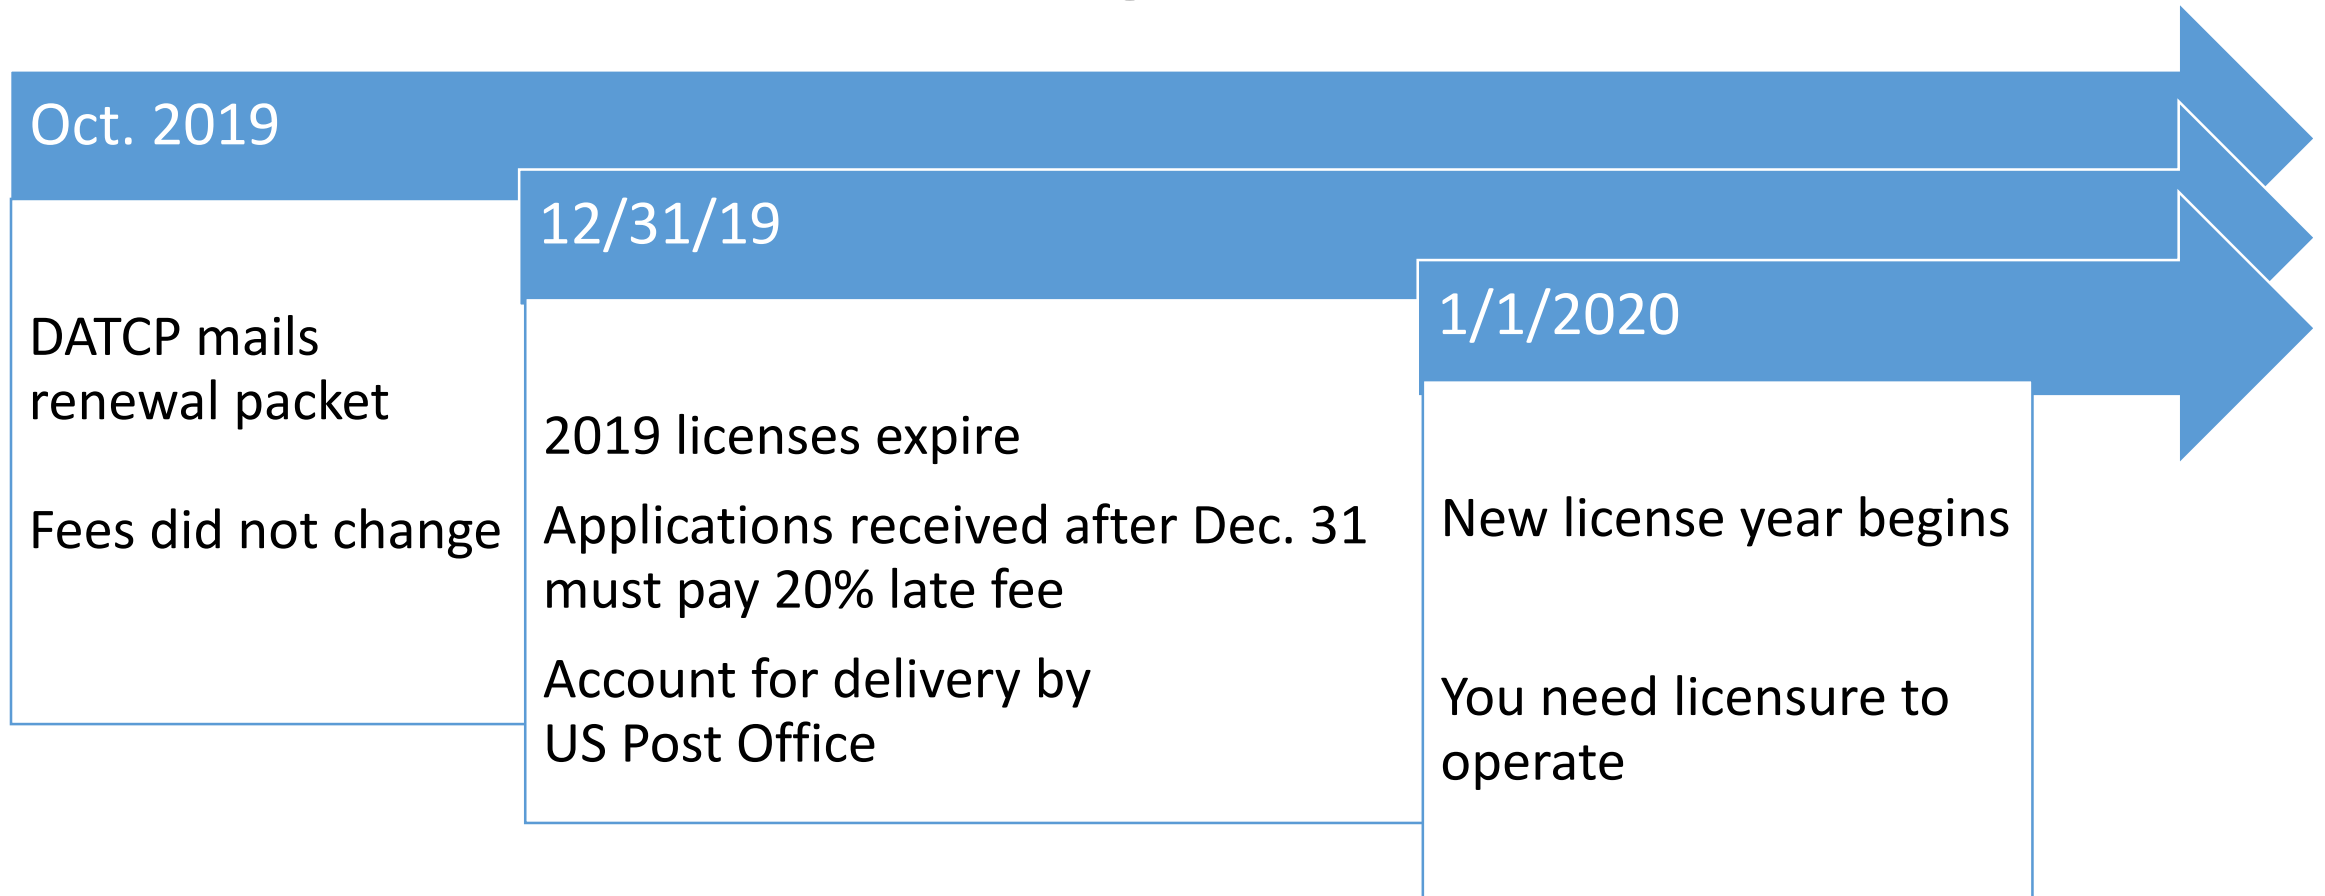 Oct. 2019
DATCP mails
renewal packet
Fees did not change
12/31/19
2019 licenses expire
Applications received after Dec. 31
must pay 20% late fee
Account for delivery by
US Post Office
1/1/2020
New license year begins
You need licensure to
operate